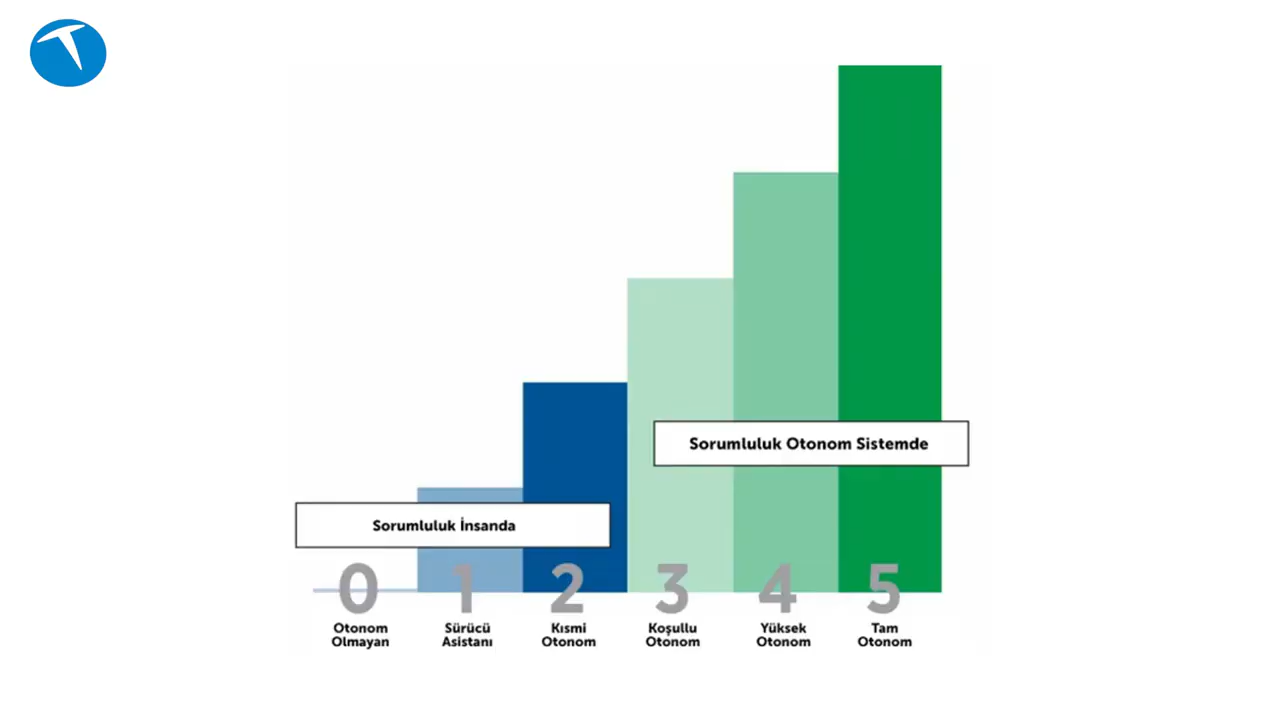 Sorumluluk Otonom Sistemde
Sorumluluk İnsanda
0 1 2 3 4 5
Otonom Sürücü Kısmi Koşullu Yüksek Tam
Olmayan Asistanı Otonom Otonom Otonom Otonom